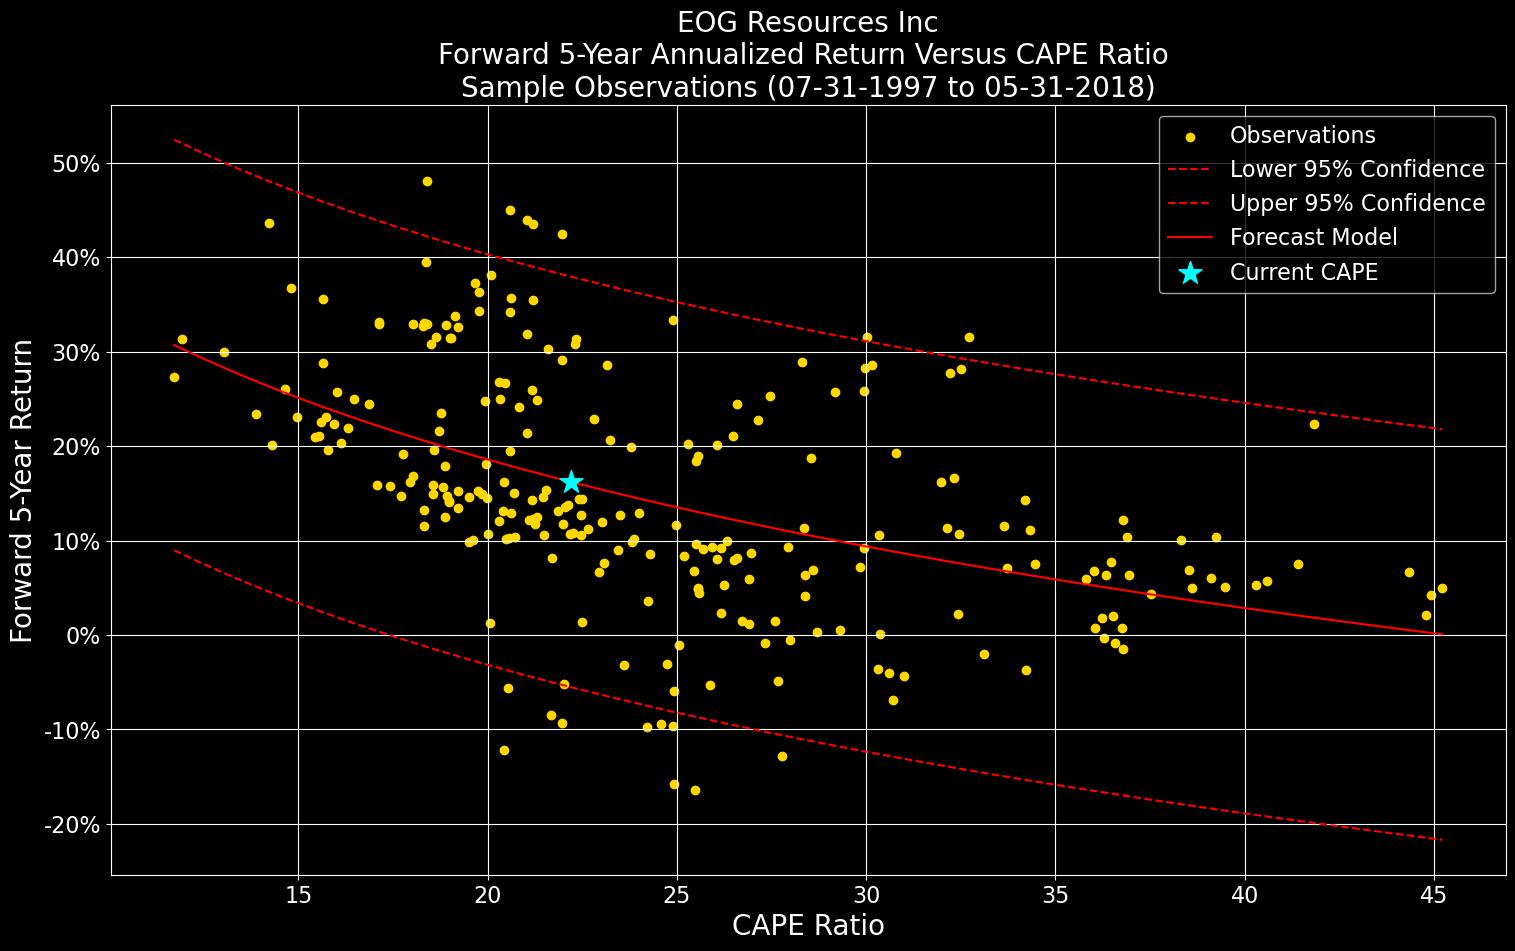 EOG Resources Inc
Forward 5-Year Annualized Return Versus CAPE Ratio
Sample Observations (07-31-1997 to 05-31-2018)
Observations
Lower 95% Confidence
Upper 95% Confidence
Forecast Model
Current CAPE
Forward 5-Year Return
50%
40%
30%
20%
10%
0%
-10%
-20%
15 20 25 30 35 40 45
CAPE Ratio